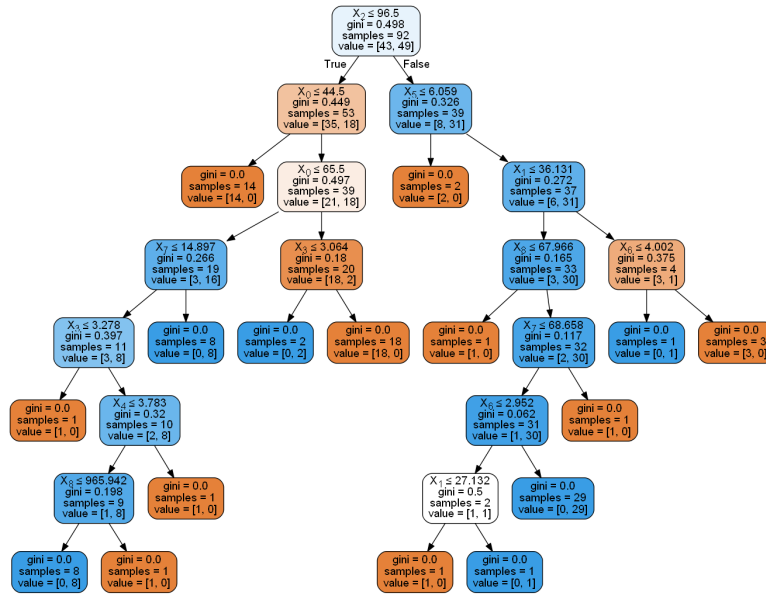 X2 ≤ 96.5
gini = 0.498
samples = 92
value = [43, 49]
True
False
X0 ≤ 44.5
gini = 0.449
samples = 53
value = [35, 18]
X5 ≤ 6.059
gini = 0.326
samples = 39
value = [8, 31]
gini = 0.0
samples = 14
value = [14, 0]
X0 ≤ 65.5
gini = 0.497
samples = 39
value = [21, 18]
gini = 0.0
samples = 2
value = [2, 0]
X1 ≤ 36.131
gini = 0.272
samples = 37
value = [6, 31]
X7 ≤ 14.897
gini = 0.266
samples = 19
value = [3, 16]
X3 ≤ 3.064
gini = 0.18
samples = 20
value = [18, 2]
X8 ≤ 67.966
gini = 0.165
samples = 33
value = [3, 30]
X6 ≤ 4.002
gini = 0.375
samples = 4
value = [3, 1]
X3 ≤ 3.278
gini = 0.397
samples = 11
value = [3, 8]
gini = 0.0
samples = 8
value = [0, 8]
gini = 0.0
samples = 2
value = [0, 2]
gini = 0.0
samples = 18
value = [18, 0]
gini = 0.0
samples = 1
value = [1, 0]
X7 ≤ 68.658
gini = 0.117
samples = 32
value = [2, 30]
gini = 0.0
samples = 1
value = [0, 1]
gini = 0.0
samples = 3
value = [3, 0]
gini = 0.0
samples = 1
value = [1, 0]
X4 ≤ 3.783
gini = 0.32
samples = 10
value = [2, 8]
X6 ≤ 2.952
gini = 0.062
samples = 31
value = [1, 30]
gini = 0.0
samples = 1
value = [1, 0]
X8 ≤ 965.942
gini = 0.198
samples = 9
value = [1, 8]
gini = 0.0
samples = 1
value = [1, 0]
X1 ≤ 27.132
gini = 0.5
samples = 2
value = [1, 1]
gini = 0.0
samples = 29
value = [0, 29]
gini = 0.0
samples = 8
value = [0, 8]
gini = 0.0
samples = 1
value = [1, 0]
gini = 0.0
samples = 1
value = [1, 0]
gini = 0.0
samples = 1
value = [0, 1]